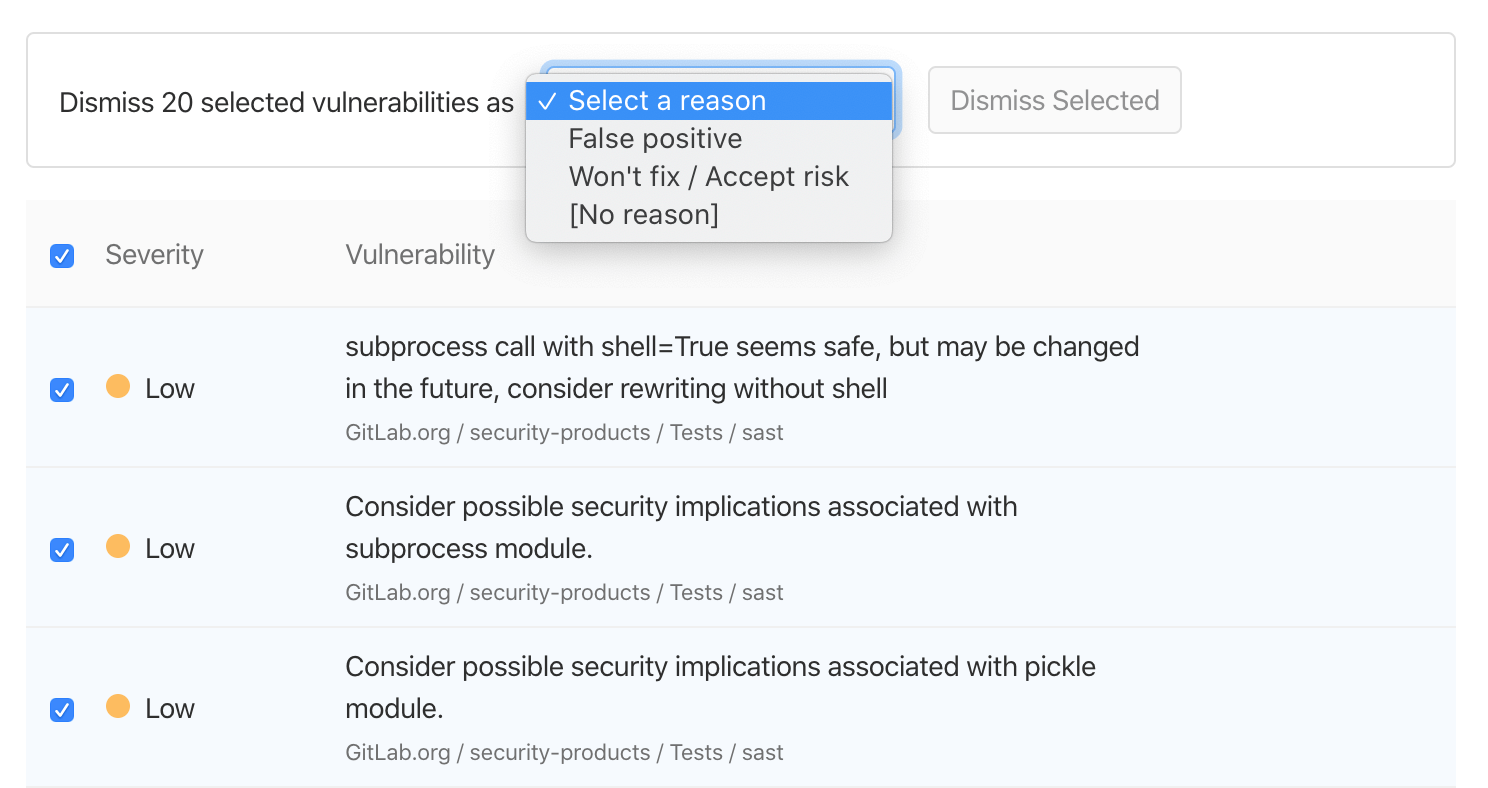 Dismiss 20 selected vulnerabilities as
Select a reason
False positive
Won't fix / Accept risk
[No reason]
Dismiss Selected
Severity
Vulnerability
Low
subprocess call with shell=True seems safe, but may be changed
in the future, consider rewriting without shell
GitLab.org / security-products / Tests / sast
Low
Consider possible security implications associated with
subprocess module.
GitLab.org / security-products / Tests / sast
Low
Consider possible security implications associated with pickle
module.
GitLab.org / security-products / Tests / sast